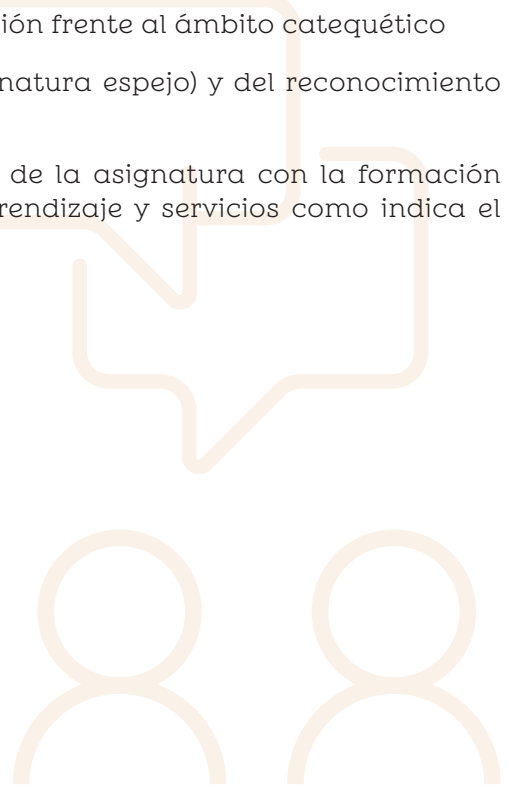 ión frente al ámbito catequético
natura espejo) y del reconocimiento
de la asignatura con la formación
rendizaje y servicios como indica el